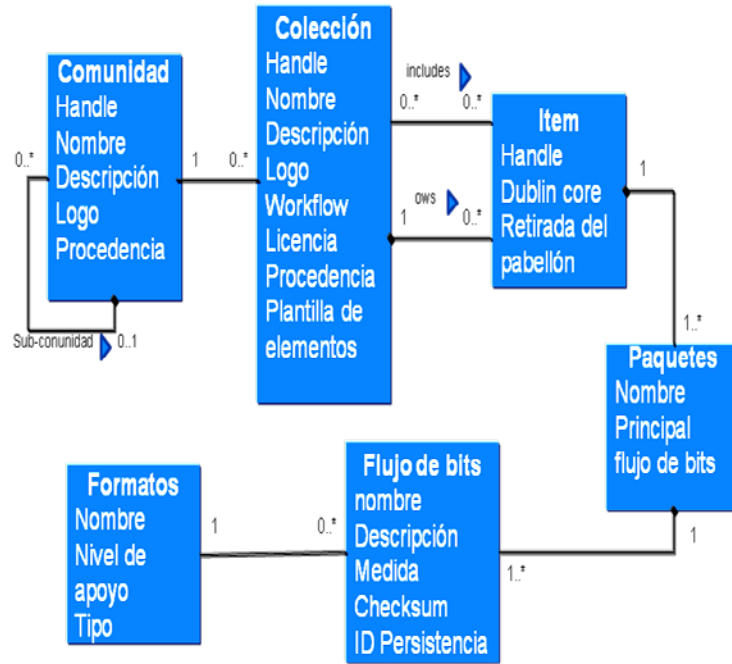 Comunidad
Handle
Nombre
Descripción
Logo
Procedencia
0..*
1
0..*
Sub-conunidad
0..1
Colección
Handle
Nombre
Descripción
Logo
Workflow
Licencia
Procedencia
Plantilla de
elementos
includes
0..*
0..*
ows
1
0..*
Item
Handle
Dublin core
Retirada del
pabellón
1
1..*
Paquetes
Nombre
Principal
flujo de bits
1
1..*
Flujo de bits
nombre
Descripción
Medida
Checksum
ID Persistencia
0..*
1
Formatos
Nombre
Nivel de
apoyo
Tipo